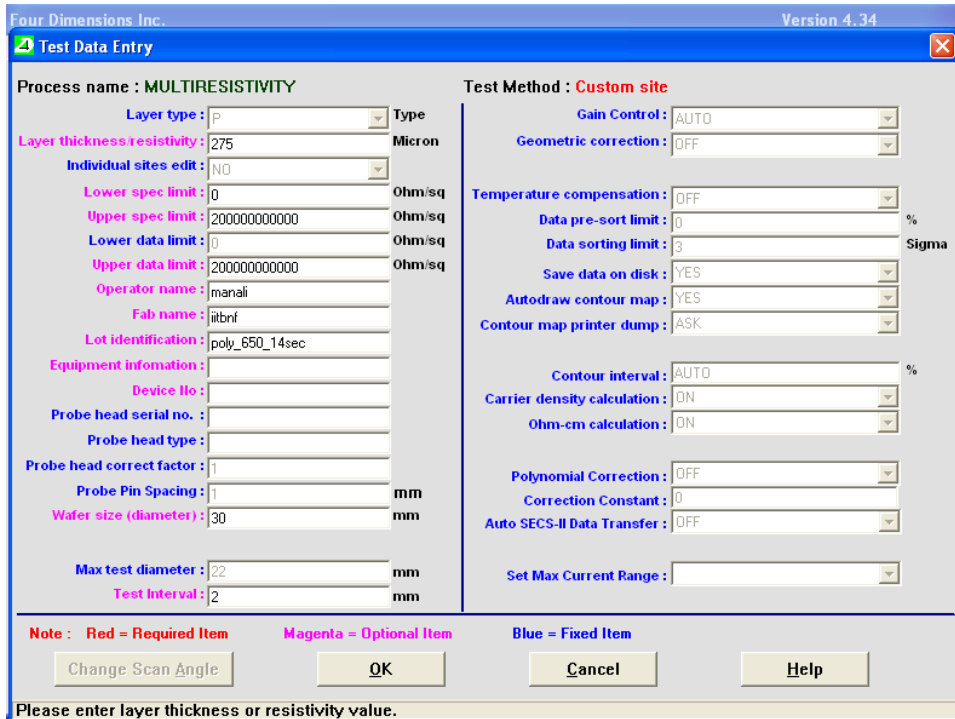 Four Dimensions Inc. Version 4.34
Test Data Entry
Process name : MULTIRESISTIVITY
Layer type : P Type
Layer thickness/resistivity : 275 Micron
Individual sites edit : NO
Lower spec limit : 0 Ohm/sq
Upper spec limit : 200000000000 Ohm/sq
Lower data limit : 0 Ohm/sq
Upper data limit : 200000000000 Ohm/sq
Operator name : manali
Fab name : iitbnf
Lot identification : poly_650_14sec
Equipment infomation :
Device No :
Probe head serial no. :
Probe head type :
Probe head correct factor : 1
Probe Pin Spacing : 1 mm
Wafer size (diameter) : 30 mm
Max test diameter : 22 mm
Test Interval : 2 mm
Test Method : Custom site
Gain Control : AUTO
Geometric correction : OFF
Temperature compensation : OFF
Data pre-sort limit : 0 %
Data sorting limit : 3 Sigma
Save data on disk : YES
Autodraw contour map : YES
Contour map printer dump : ASK
Contour interval : AUTO %
Carrier density calculation : ON
Ohm-cm calculation : ON
Polynomial Correction : OFF
Correction Constant : 0
Auto SECS-II Data Transfer : OFF
Set Max Current Range :
Note : Red = Required Item Magenta = Optional Item Blue = Fixed Item
Change Scan Angle OK Cancel Help
Please enter layer thickness or resistivity value.